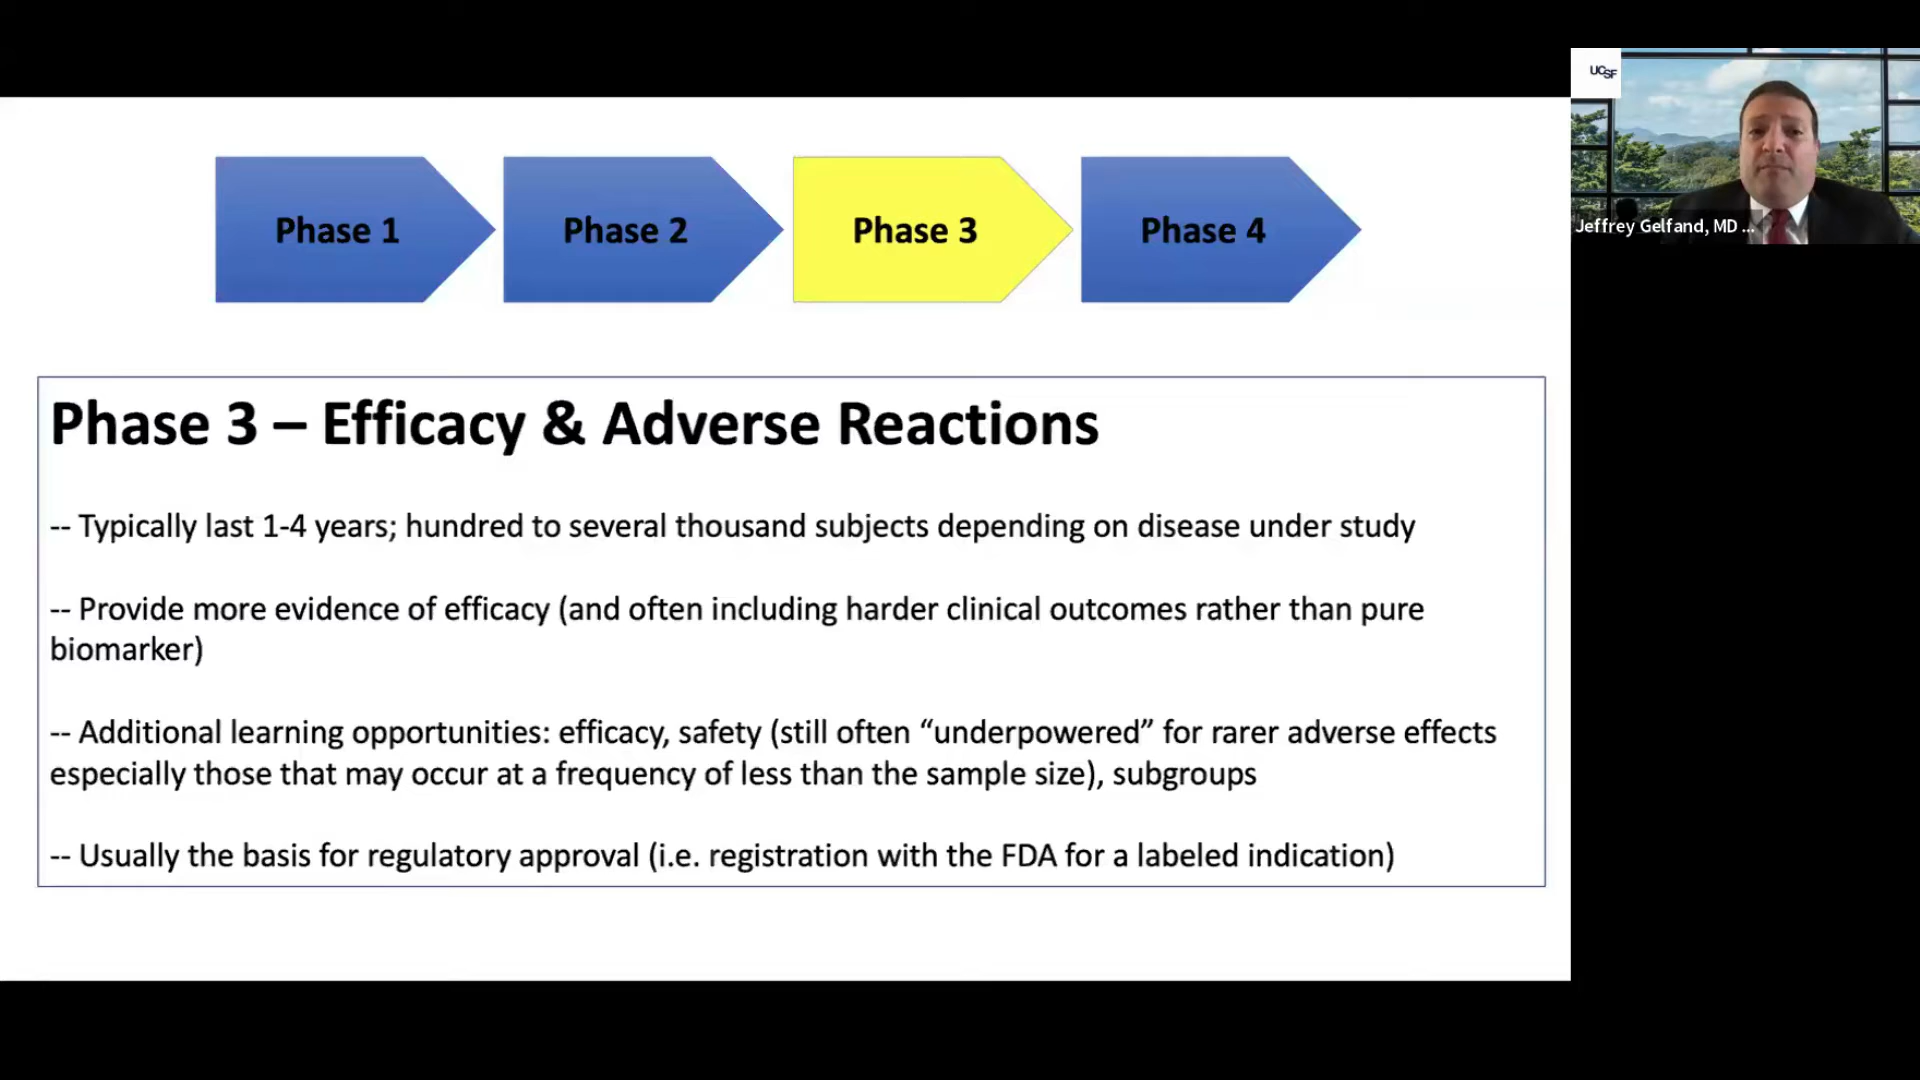 Phase 1
Phase 2
Phase 3
Phase 4
Phase 3 – Efficacy & Adverse Reactions
-- Typically last 1-4 years; hundred to several thousand subjects depending on disease under study
-- Provide more evidence of efficacy (and often including harder clinical outcomes rather than pure
biomarker)
-- Additional learning opportunities: efficacy, safety (still often “underpowered” for rarer adverse effects
especially those that may occur at a frequency of less than the sample size), subgroups
-- Usually the basis for regulatory approval (i.e. registration with the FDA for a labeled indication)
UCSF
Jeffrey Gelfand, MD ...